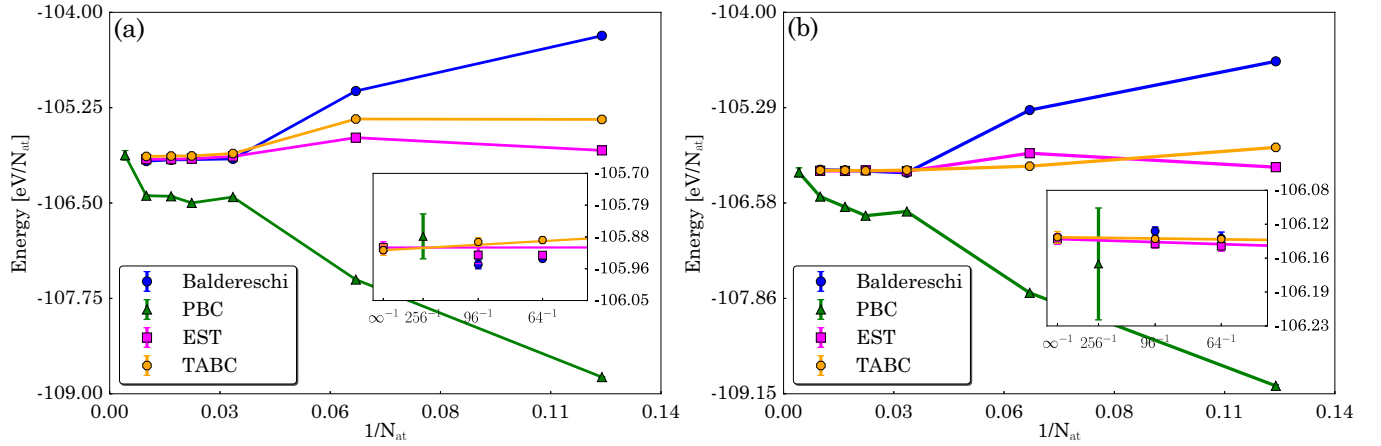 (a)
Energy [eV/N_at]
-104.00
-105.25
-106.50
-107.75
-109.00
0.00
0.03
0.06
0.08
0.11
0.14
1/N_at
Baldereschi
PBC
EST
TABC
-105.70
-105.79
-105.88
-105.96
-106.05
∞⁻¹
256⁻¹
96⁻¹
64⁻¹
(b)
Energy [eV/N_at]
-104.00
-105.29
-106.58
-107.86
-109.15
0.00
0.03
0.06
0.08
0.11
0.14
1/N_at
Baldereschi
PBC
EST
TABC
-106.08
-106.12
-106.16
-106.19
-106.23
∞⁻¹
256⁻¹
96⁻¹
64⁻¹